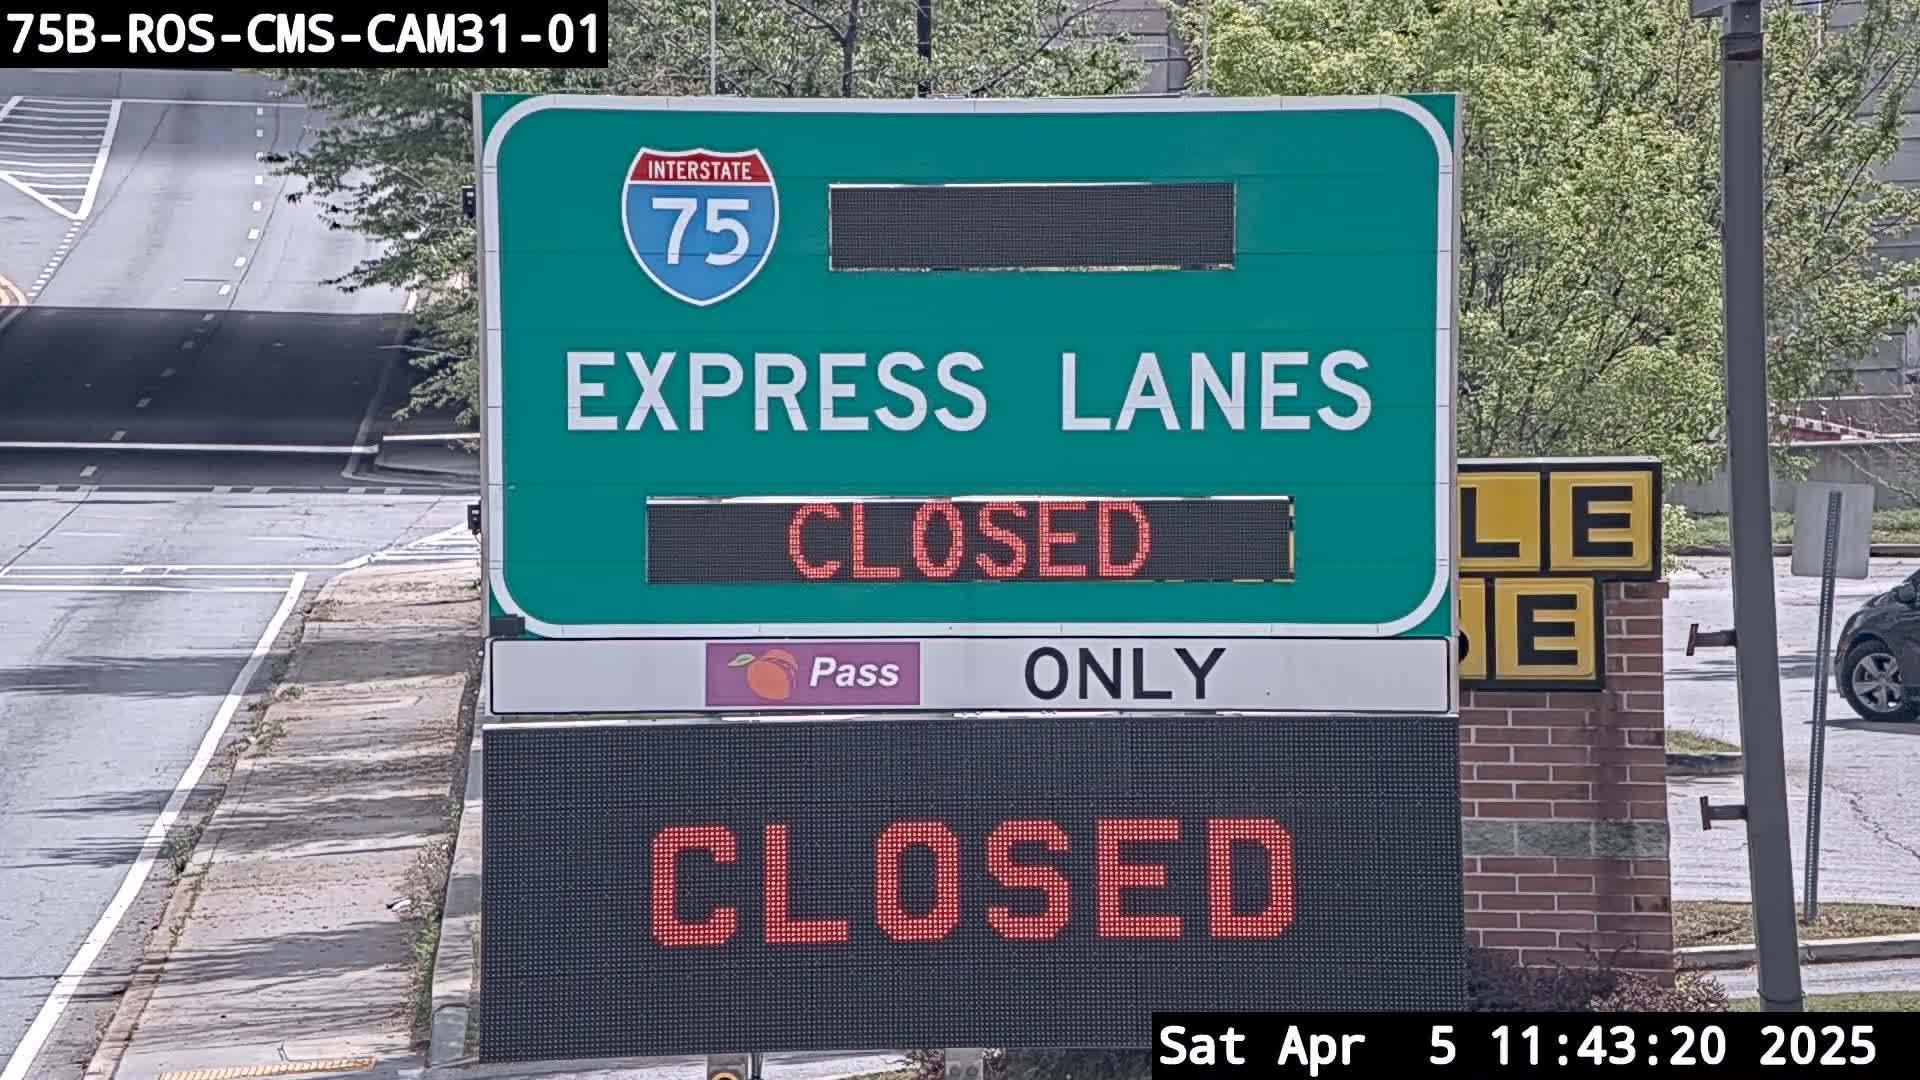 75B-ROS-CMS-CAM31-01
INTERSTATE
75
EXPRESS LANES
CLOSED
Pass ONLY
CLOSED
LE
E
Sat Apr 5 11:43:20 2025